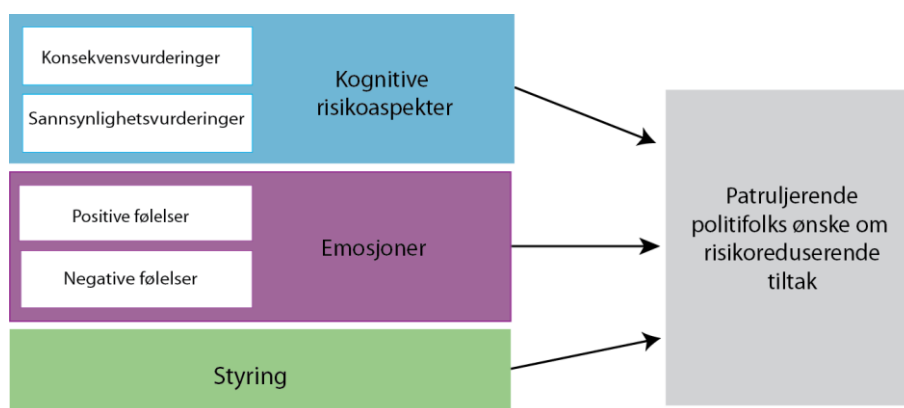 Konsekvensvurderinger
Sannsynlighetsvurderinger
Kognitive
risikoaspekter
Positive følelser
Negative følelser
Emosjoner
Styring
Patruljerende
politifolks ønske om
risikoreduserende
tiltak